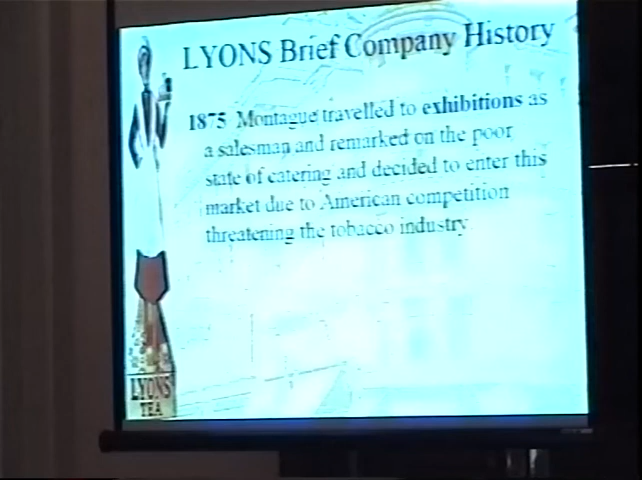 LYONS Brief Company History
1875 Montague travelled to exhibitions as
a salesman and remarked on the poor
state of catering and decided to enter this
market due to American competition
threatening the tobacco industry
LYONS
TEA